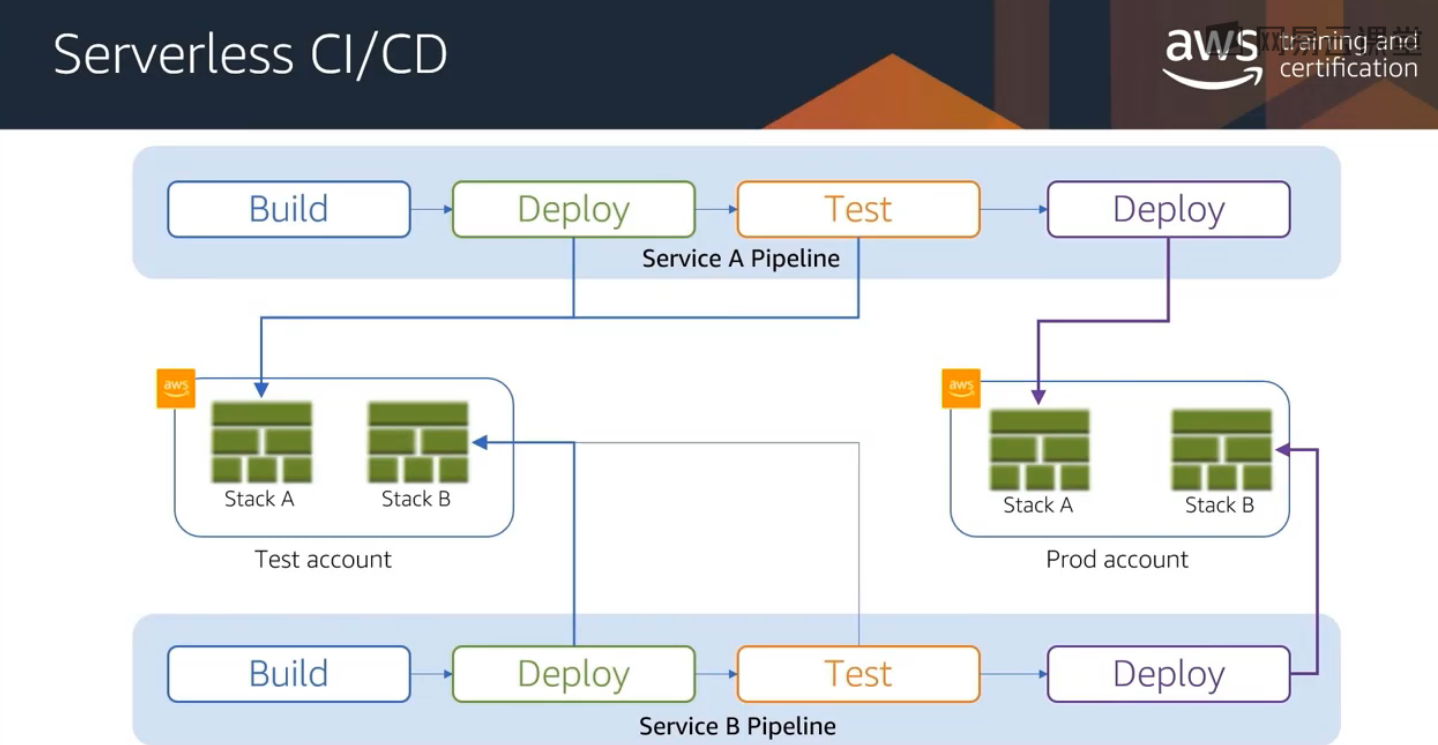 Serverless CI/CD
aws training and
certification
网易云课堂
Build
Deploy
Test
Deploy
Service A Pipeline
aws
aws
Stack A
Stack B
Stack A
Stack B
Test account
Prod account
Build
Deploy
Test
Deploy
Service B Pipeline